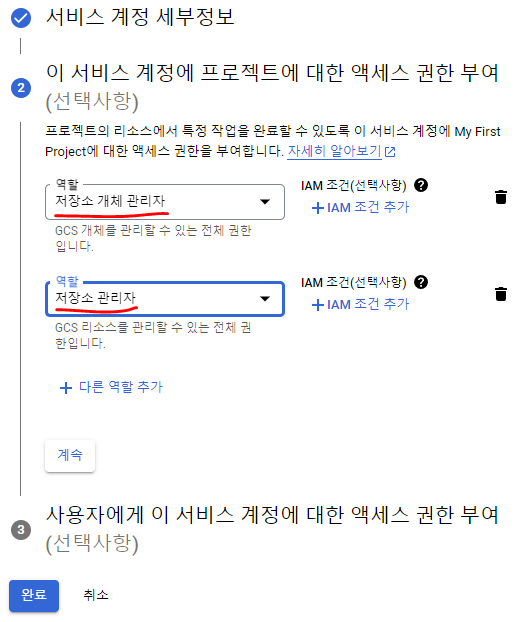 서비스 계정 세부정보
2
이 서비스 계정에 프로젝트에 대한 액세스 권한 부여
(선택사항)
프로젝트의 리소스에서 특정 작업을 완료할 수 있도록 이 서비스 계정에 My First
Project에 대한 액세스 권한을 부여합니다. 자세히 알아보기
역할
저장소 개체 관리자
IAM 조건(선택사항)
IAM 조건 추가
GCS 개체를 관리할 수 있는 전체 권한
입니다.
역할
저장소 관리자
IAM 조건(선택사항)
IAM 조건 추가
GCS 리소스를 관리할 수 있는 전체 권
한입니다.
다른 역할 추가
계속
3
사용자에게 이 서비스 계정에 대한 액세스 권한 부여
(선택사항)
완료 취소